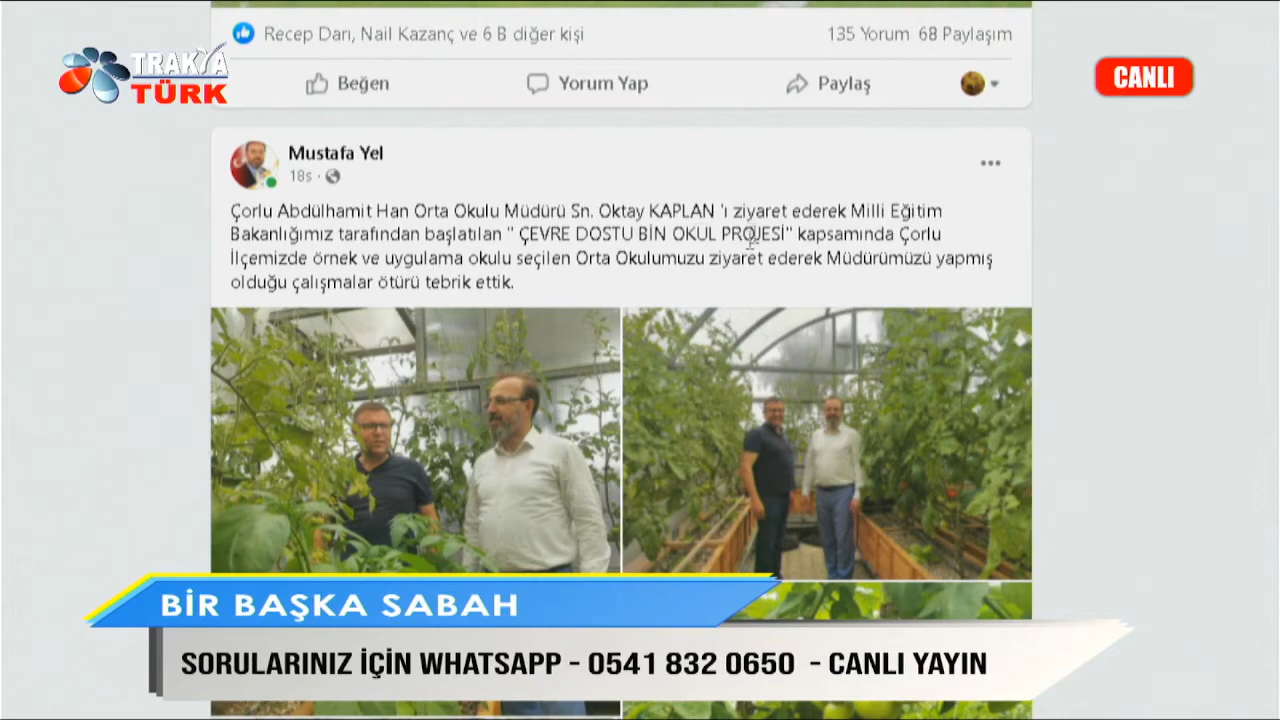 Recep Darı, Nail Kazanç ve 6 B diğer kişi
135 Yorum 68 Paylaşım
TRAKYA
TÜRK
Beğen
Yorum Yap
Paylaş
CANLI
Mustafa Yel
18s ·
Çorlu Abdülhamit Han Orta Okulu Müdürü Sn. Oktay KAPLAN 'ı ziyaret ederek Milli Eğitim
Bakanlığımız tarafından başlatılan " ÇEVRE DOSTU BİN OKUL PROJESİ" kapsamında Çorlu
İlçemizde örnek ve uygulama okulu seçilen Orta Okulumuzu ziyaret ederek Müdürümüzü yapmış
olduğu çalışmalar ötürü tebrik ettik.
BİR BAŞKA SABAH
SORULARINIZ İÇİN WHATSAPP - 0541 832 0650 - CANLI YAYIN